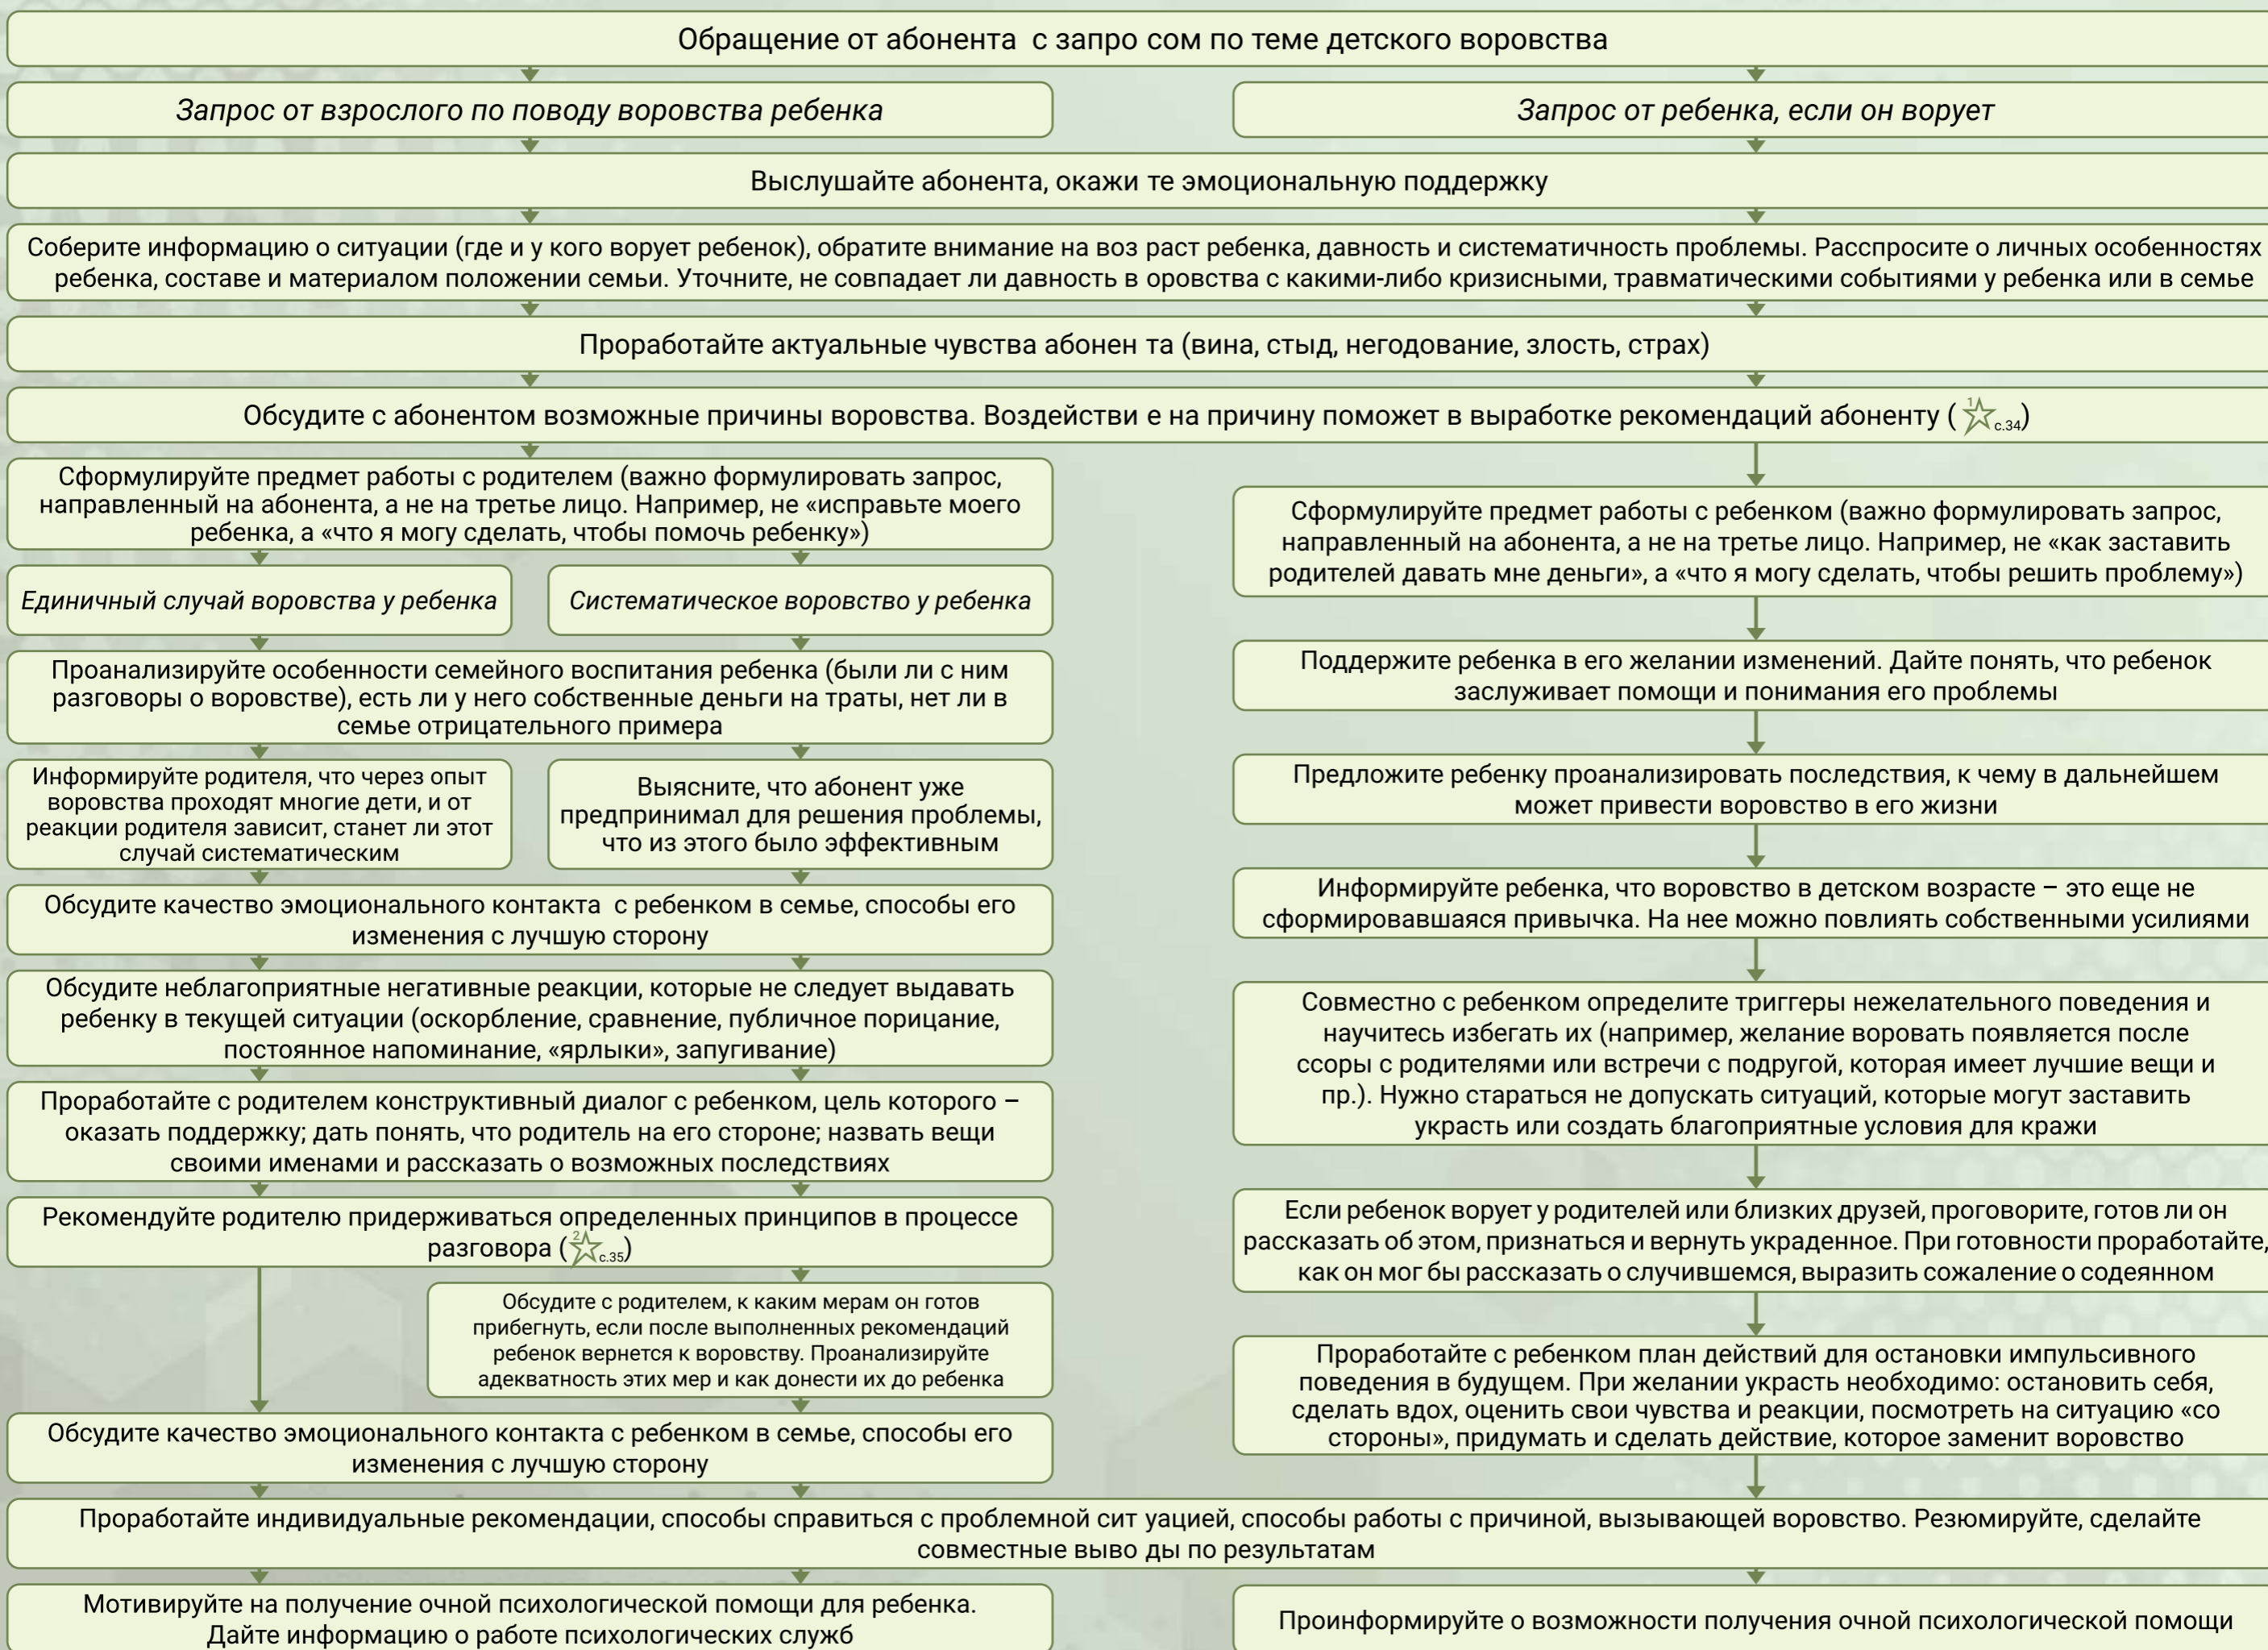 Обращение от абонента  с запро сом по теме детского воровства
Запрос от взрослого по поводу воровства ребенка
Запрос от ребенка, если он ворует
Выслушайте абонента, окажи те эмоциональную поддержку
Соберите информацию о ситуации (где и у кого ворует ребенок), обратите внимание на воз раст ребенка, давность и систематичность проблемы. Расспросите о личных особенностях
ребенка, составе и материалом положении семьи. Уточните, не совпадает ли давность в оровства с какими-либо кризисными, травматическими событиями у ребенка или в семье
Проработайте актуальные чувства абонен та (вина, стыд, негодование, злость, страх)
Обсудите с абонентом возможные причины воровства. Воздействи е на причину поможет в выработке рекомендаций абоненту ( 1 с.34)
Сформулируйте предмет работы с родителем (важно формулировать запрос,
направленный на абонента, а не на третье лицо. Например, не «исправьте моего
ребенка, а «что я могу сделать, чтобы помочь ребенку»)
Единичный случай воровства у ребенка
Систематическое воровство у ребенка
Проанализируйте особенности семейного воспитания ребенка (были ли с ним
разговоры о воровстве), есть ли у него собственные деньги на траты, нет ли в
семье отрицательного примера
Информируйте родителя, что через опыт
воровства проходят многие дети, и от
реакции родителя зависит, станет ли этот
случай систематическим
Выясните, что абонент уже
предпринимал для решения проблемы,
что из этого было эффективным
Обсудите качество эмоционального контакта  с ребенком в семье, способы его
изменения с лучшую сторону
Обсудите неблагоприятные негативные реакции, которые не следует выдавать
ребенку в текущей ситуации (оскорбление, сравнение, публичное порицание,
постоянное напоминание, «ярлыки», запугивание)
Проработайте с родителем конструктивный диалог с ребенком, цель которого –
оказать поддержку; дать понять, что родитель на его стороне; назвать вещи
своими именами и рассказать о возможных последствиях
Рекомендуйте родителю придерживаться определенных принципов в процессе
разговора (2 с.35)
Обсудите с родителем, к каким мерам он готов
прибегнуть, если после выполненных рекомендаций
ребенок вернется к воровству. Проанализируйте
адекватность этих мер и как донести их до ребенка
Обсудите качество эмоционального контакта с ребенком в семье, способы его
изменения с лучшую сторону
Сформулируйте предмет работы с ребенком (важно формулировать запрос,
направленный на абонента, а не на третье лицо. Например, не «как заставить
родителей давать мне деньги», а «что я могу сделать, чтобы решить проблему»)
Поддержите ребенка в его желании изменений. Дайте понять, что ребенок
заслуживает помощи и понимания его проблемы
Предложите ребенку проанализировать последствия, к чему в дальнейшем
может привести воровство в его жизни
Информируйте ребенка, что воровство в детском возрасте – это еще не
сформировавшаяся привычка. На нее можно повлиять собственными усилиями
Совместно с ребенком определите триггеры нежелательного поведения и
научитесь избегать их (например, желание воровать появляется после
ссоры с родителями или встречи с подругой, которая имеет лучшие вещи и
пр.). Нужно стараться не допускать ситуаций, которые могут заставить
украсть или создать благоприятные условия для кражи
Если ребенок ворует у родителей или близких друзей, проговорите, готов ли он
рассказать об этом, признаться и вернуть украденное. При готовности проработайте,
как он мог бы рассказать о случившемся, выразить сожаление о содеянном
Проработайте с ребенком план действий для остановки импульсивного
поведения в будущем. При желании украсть необходимо: остановить себя,
сделать вдох, оценить свои чувства и реакции, посмотреть на ситуацию «со
стороны», придумать и сделать действие, которое заменит воровство
Проработайте индивидуальные рекомендации, способы справиться с проблемной сит уацией, способы работы с причиной, вызывающей воровство. Резюмируйте, сделайте
совместные выво ды по результатам
Мотивируйте на получение очной психологической помощи для ребенка.
Дайте информацию о работе психологических служб
Проинформируйте о возможности получения очной психологической помощи